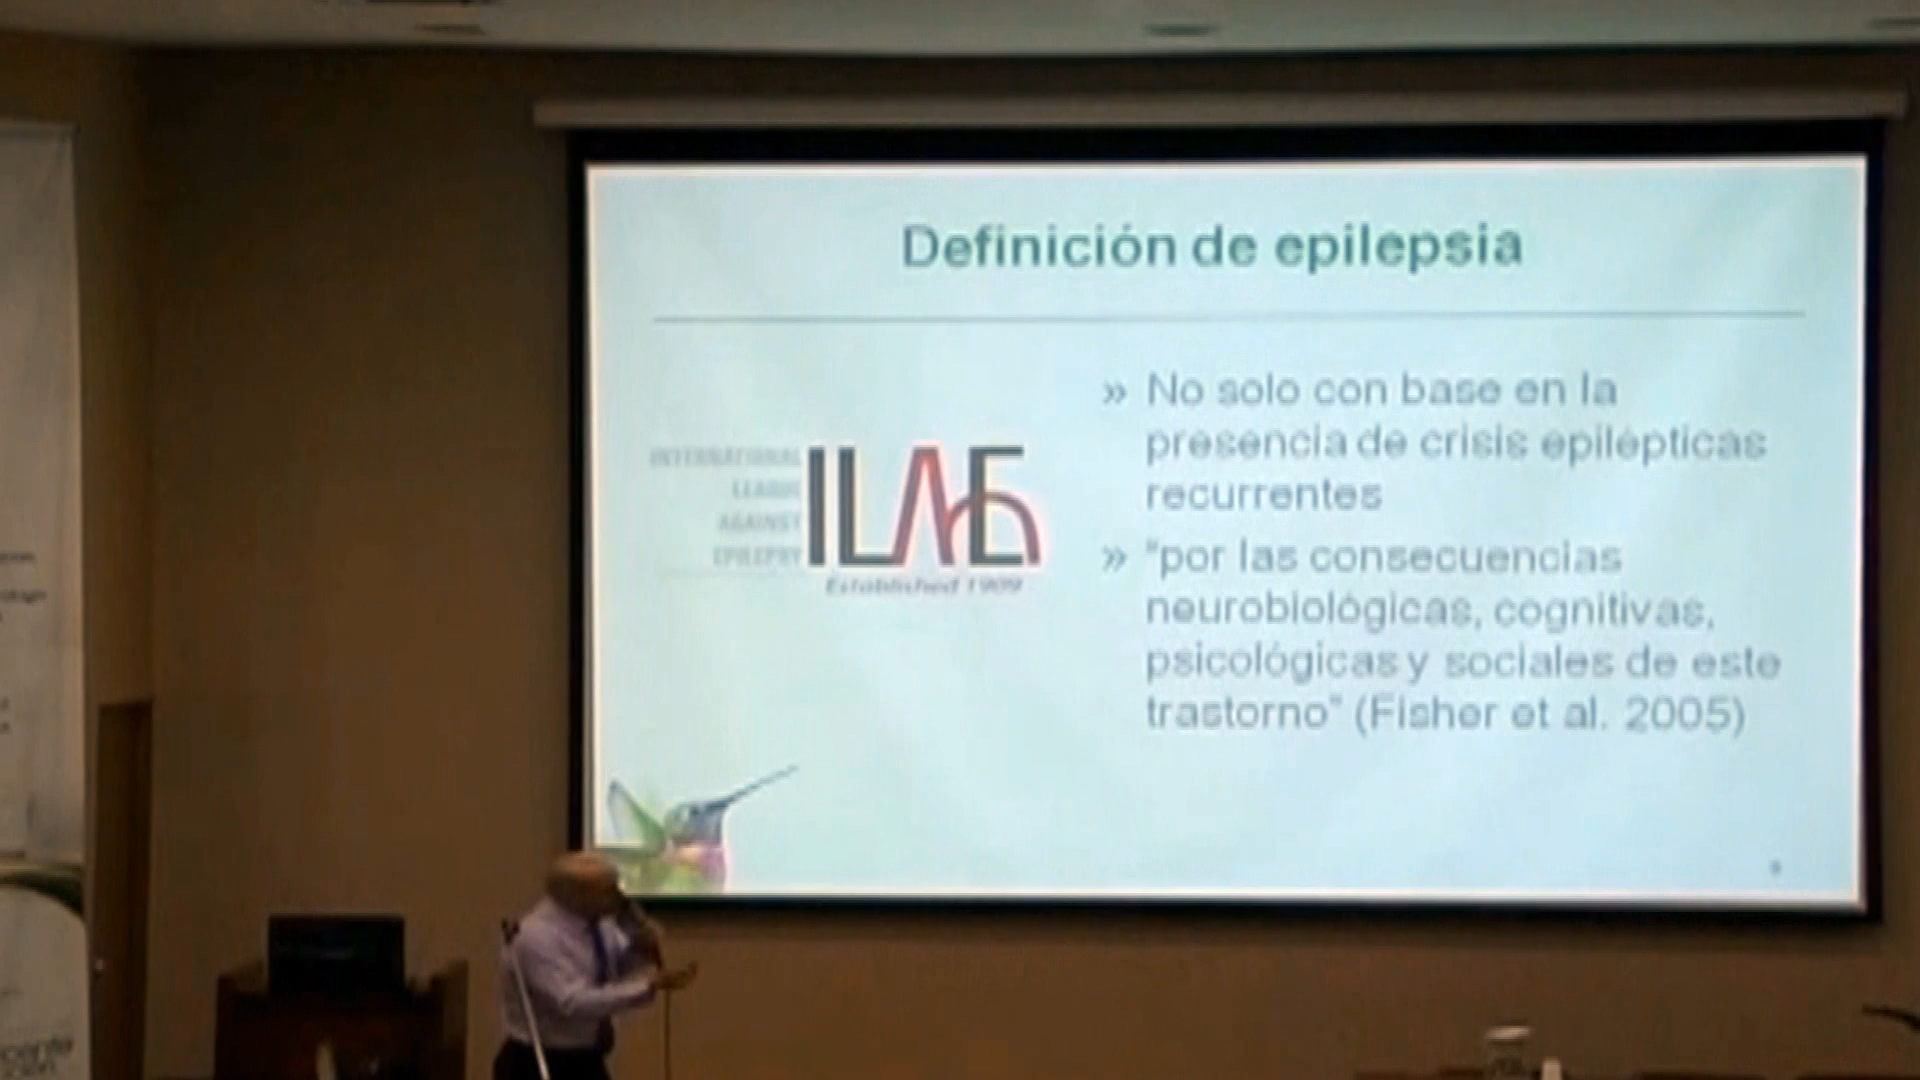 Definición de epilepsia
» No solo con base en la
presencia de crisis epilépticas
recurrentes
» "por las consecuencias
neurobiológicas, cognitivas,
psicológicas y sociales de este
trastorno" (Fisher et al. 2005)
INTERNATIONAL
LEAGUE
AGAINST
EPILEPSY
ILAE
Established 1909